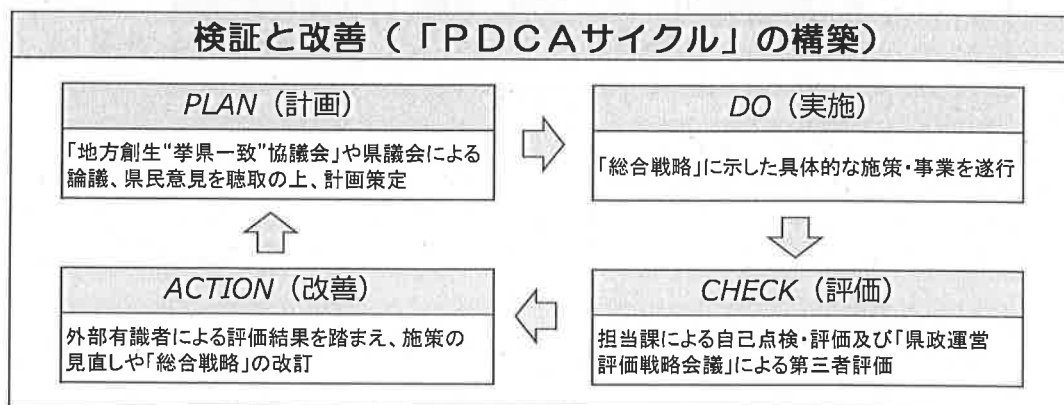 検証と改善(「PDCAサイクル」の構築)
PLAN(計画)
「地方創生“挙県一致”協議会」や県議会による
論議、県民意見を聴取の上、計画策定
DO(実施)
「総合戦略」に示した具体的な施策・事業を遂行
ACTION(改善)
外部有識者による評価結果を踏まえ、施策の
見直しや「総合戦略」の改訂
CHECK(評価)
担当課による自己点検・評価及び「県政運営
評価戦略会議」による第三者評価